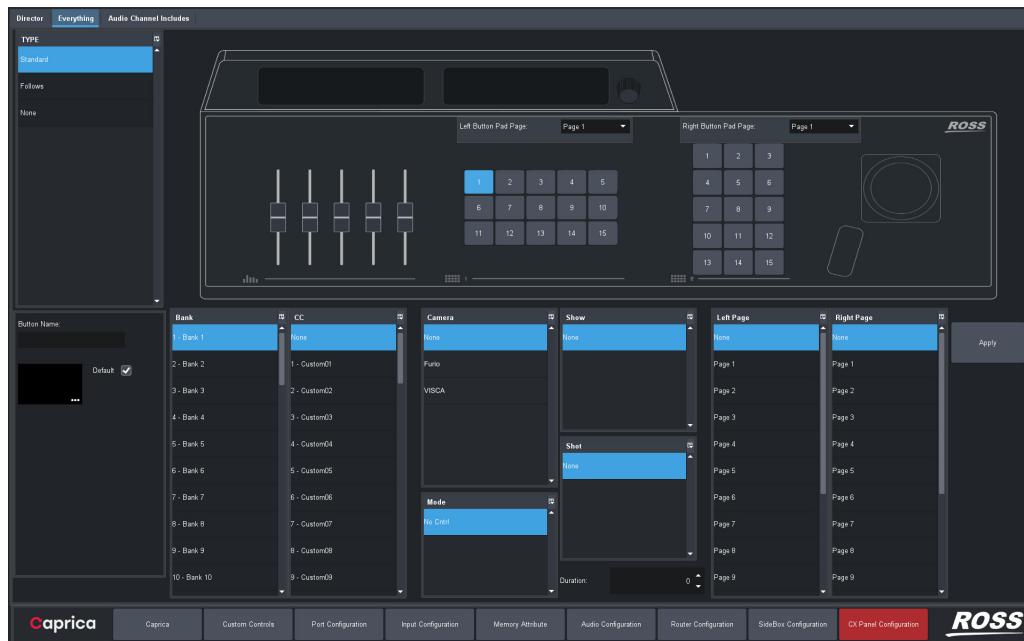 Director Everything Audio Channel Includes
TYPE
Standard
Follows
None
Left Button Pad Page: Page 1
Right Button Pad Page: Page 1
ROSS
1 2 3 4 5
6 7 8 9 10
11 12 13 14 15
1
1 2 3
4 5 6
7 8 9
10 11 12
13 14 15
Button Name:
Default
...
Bank
1 - Bank 1
2 - Bank 2
3 - Bank 3
4 - Bank 4
5 - Bank 5
6 - Bank 6
7 - Bank 7
8 - Bank 8
9 - Bank 9
10 - Bank 10
CC
None
1 - Custom01
2 - Custom02
3 - Custom03
4 - Custom04
5 - Custom05
6 - Custom06
7 - Custom07
8 - Custom08
9 - Custom09
Camera
None
Furio
VISCA
Mode
No Cntrl
Show
None
Shot
None
Duration: 0
Left Page
None
Page 1
Page 2
Page 3
Page 4
Page 5
Page 6
Page 7
Page 8
Page 9
Right Page
None
Page 1
Page 2
Page 3
Page 4
Page 5
Page 6
Page 7
Page 8
Page 9
Apply
Caprica
Caprica
Custom Controls
Port Configuration
Input Configuration
Memory Attribute
Audio Configuration
Router Configuration
SideBox Configuration
CX Panel Configuration
ROSS